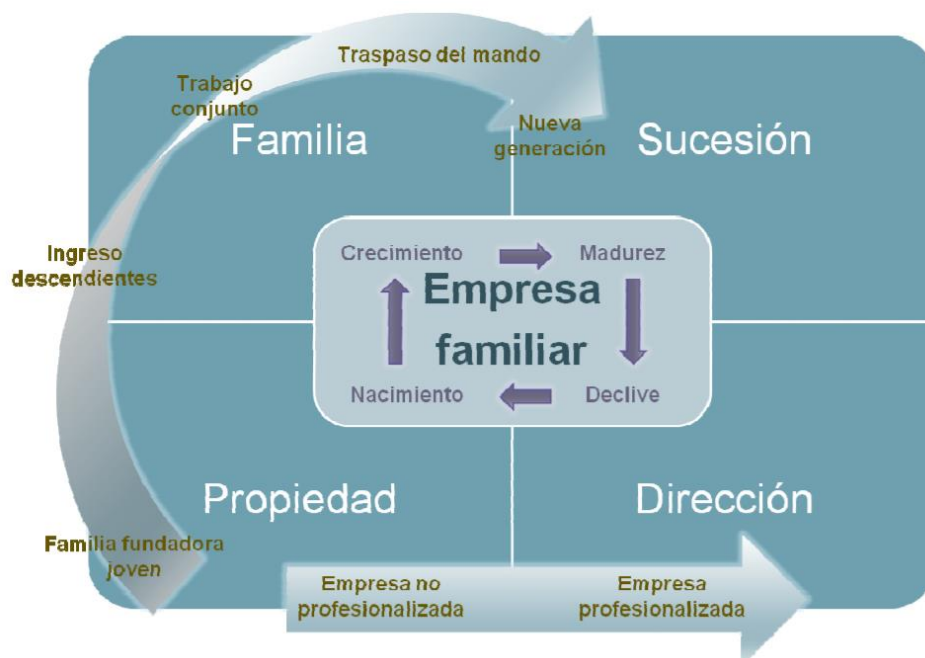 Traspaso del mando
Trabajo
conjunto
Familia
Nueva
generación
Sucesión
Ingreso
descendientes
Crecimiento
Madurez
Empresa
familiar
Nacimiento
Declive
Propiedad
Dirección
Familia fundadora
joven
Empresa no
profesionalizada
Empresa
profesionalizada